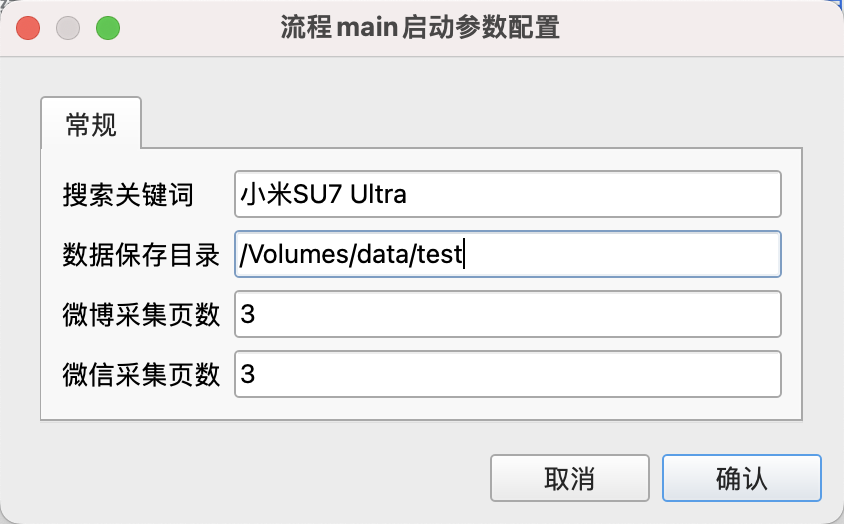 流程main启动参数配置
常规
搜索关键词 小米SU7 Ultra
数据保存目录 /Volumes/data/test
微博采集页数 3
微信采集页数 3
取消 确认